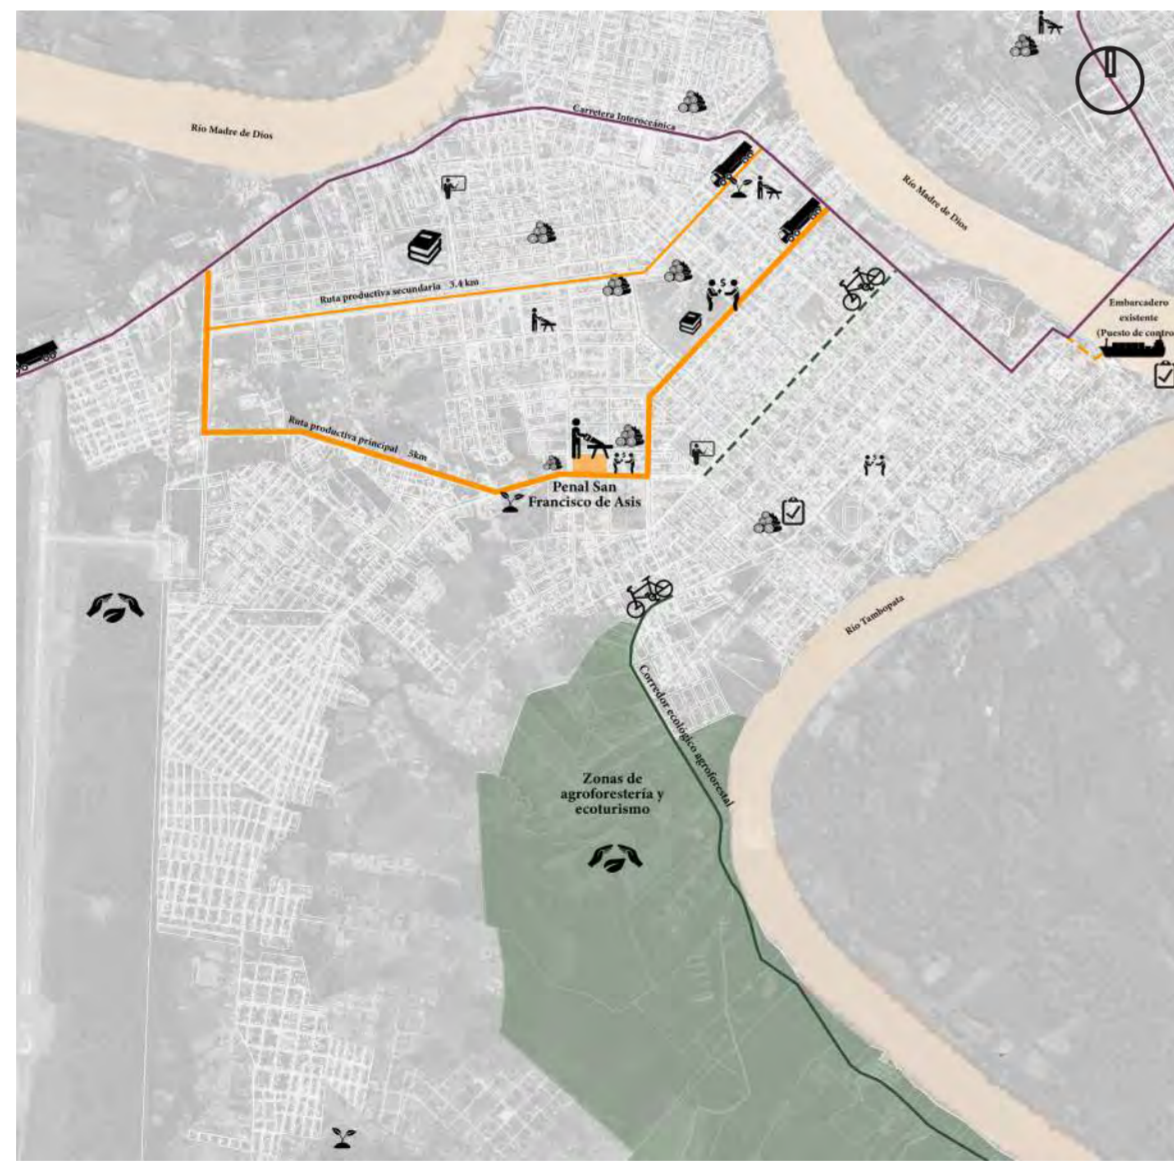 Carretera Interoceánica
Río Madre de Dios
Río Madre de Dios
Ruta productiva secundaria 3.4 km
Embarcadero
existente
(Puesto de contro
Ruta productiva principal 5km
Penal San
Francisco de Asis
Río Tambopata
Corredor ecológico agroforestal
Zonas de
agroforestería y
ecoturismo